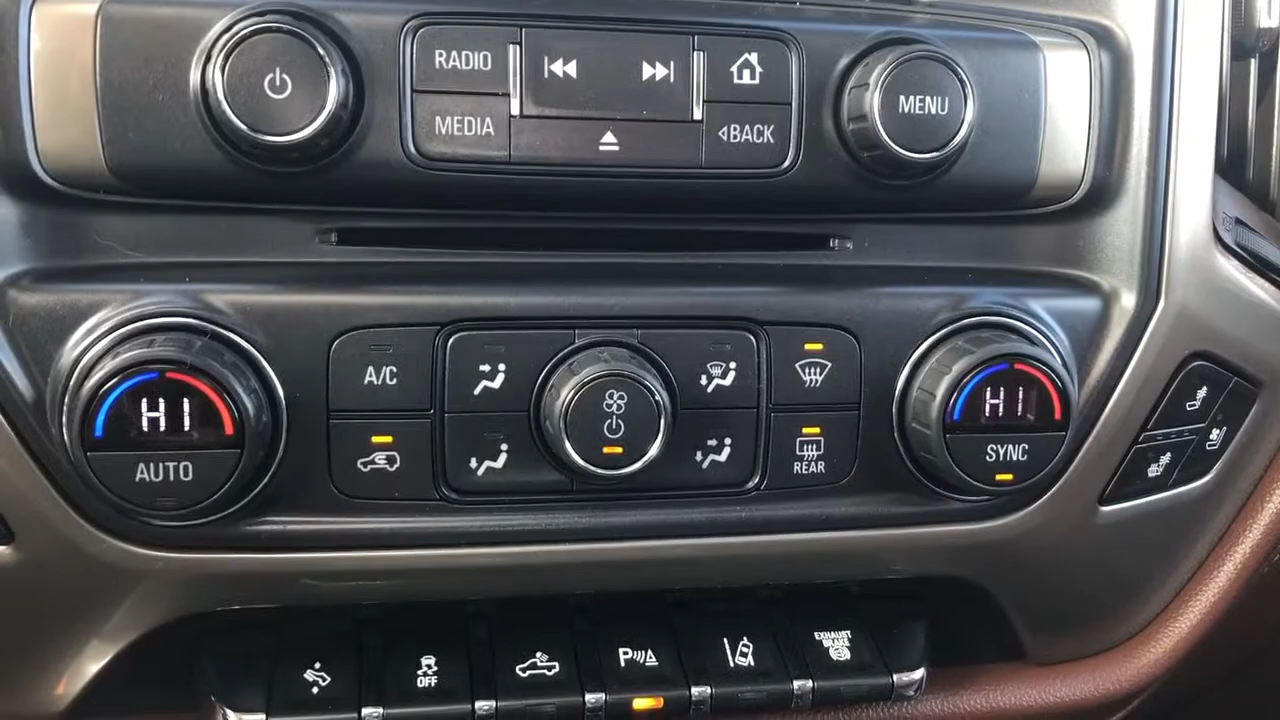 RADIO
MEDIA
BACK
MENU
HI
AUTO
A/C
REAR
HI
SYNC
OFF
P
EXHAUST
BRAKE